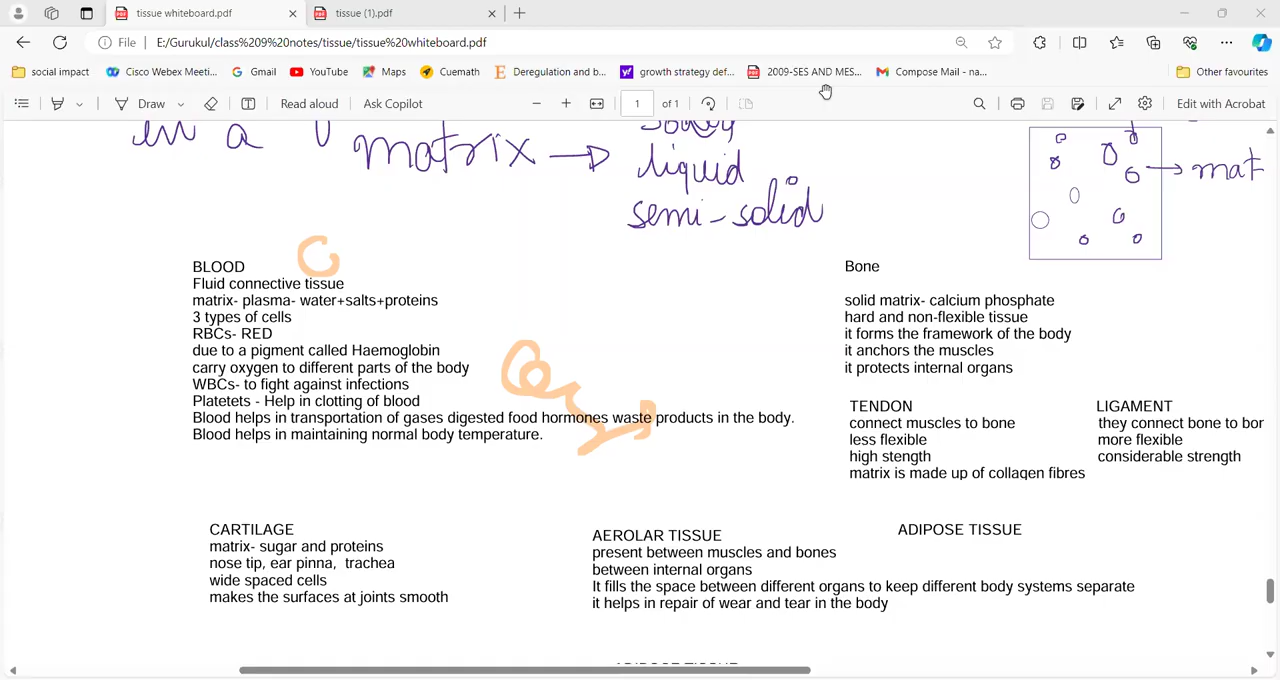 tissue whiteboard.pdf
tissue (1).pdf
File
E:/Gurukul/class%209%20notes/tissue/tissue%20whiteboard.pdf
social impact
Cisco Webex Meeti...
Gmail
YouTube
Maps
Cuemath
Deregulation and b...
growth strategy def...
2009-SES AND MES...
Compose Mail - na...
Other favourites
Draw
Read aloud
Ask Copilot
1 of 1
Edit with Acrobat
in a
matrix →
liquid
semi-solid
→ mat
BLOOD
Fluid connective tissue
matrix- plasma- water+salts+proteins
3 types of cells
RBCs- RED
due to a pigment called Haemoglobin
carry oxygen to different parts of the body
WBCs- to fight against infections
Platetets - Help in clotting of blood
Blood helps in transportation of gases digested food hormones waste products in the body.
Blood helps in maintaining normal body temperature.
Bone
solid matrix- calcium phosphate
hard and non-flexible tissue
it forms the framework of the body
it anchors the muscles
it protects internal organs
TENDON
connect muscles to bone
less flexible
high stength
matrix is made up of collagen fibres
LIGAMENT
they connect bone to bor
more flexible
considerable strength
CARTILAGE
matrix- sugar and proteins
nose tip, ear pinna, trachea
wide spaced cells
makes the surfaces at joints smooth
AEROLAR TISSUE
present between muscles and bones
between internal organs
It fills the space between different organs to keep different body systems separate
it helps in repair of wear and tear in the body
ADIPOSE TISSUE